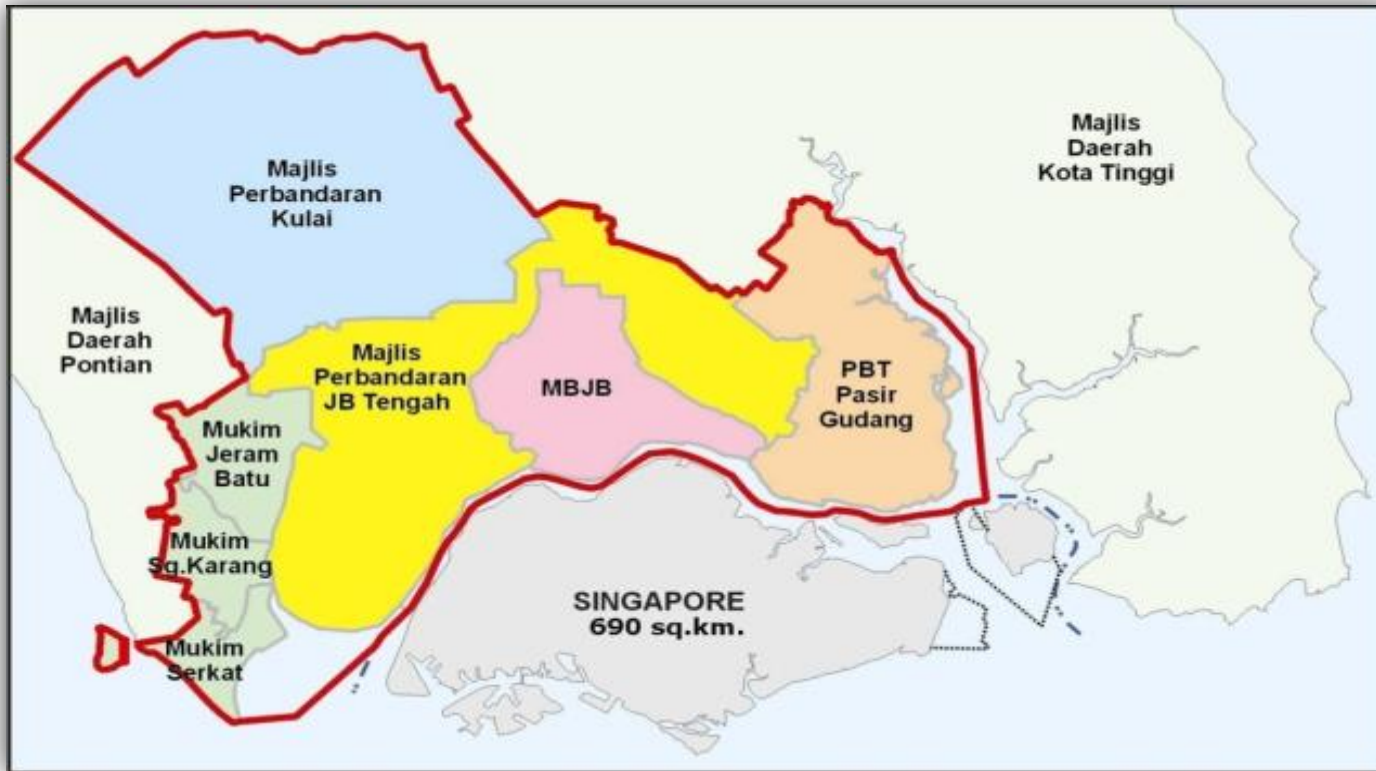 Majlis
Daerah
Kota Tinggi
Majlis
Perbandaran
Kulai
Majlis
Daerah
Pontian
Majlis
Perbandaran
JB Tengah
MBJB
PBT
Pasir
Gudang
Mukim
Jeram
Batu
Mukim
Sg.Karang
Mukim
Serkat
SINGAPORE
690 sq.km.